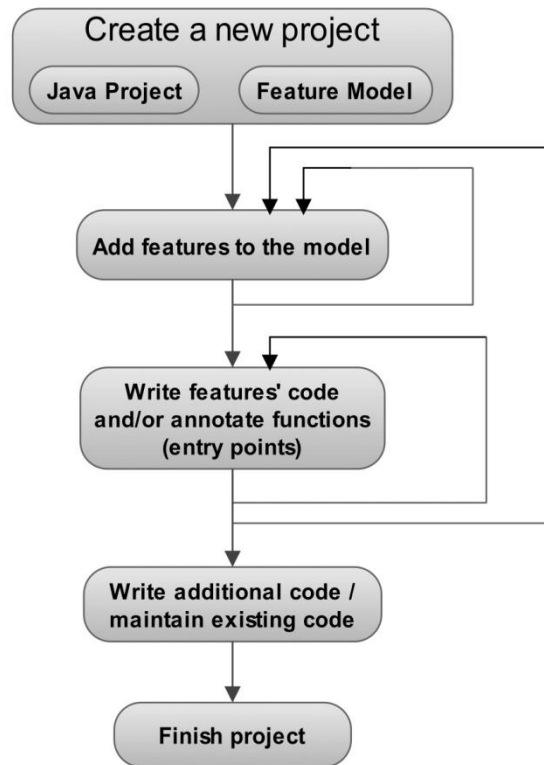 Create a new project
Java Project
Feature Model
Add features to the model
Write features' code
and/or annotate functions
(entry points)
Write additional code /
maintain existing code
Finish project